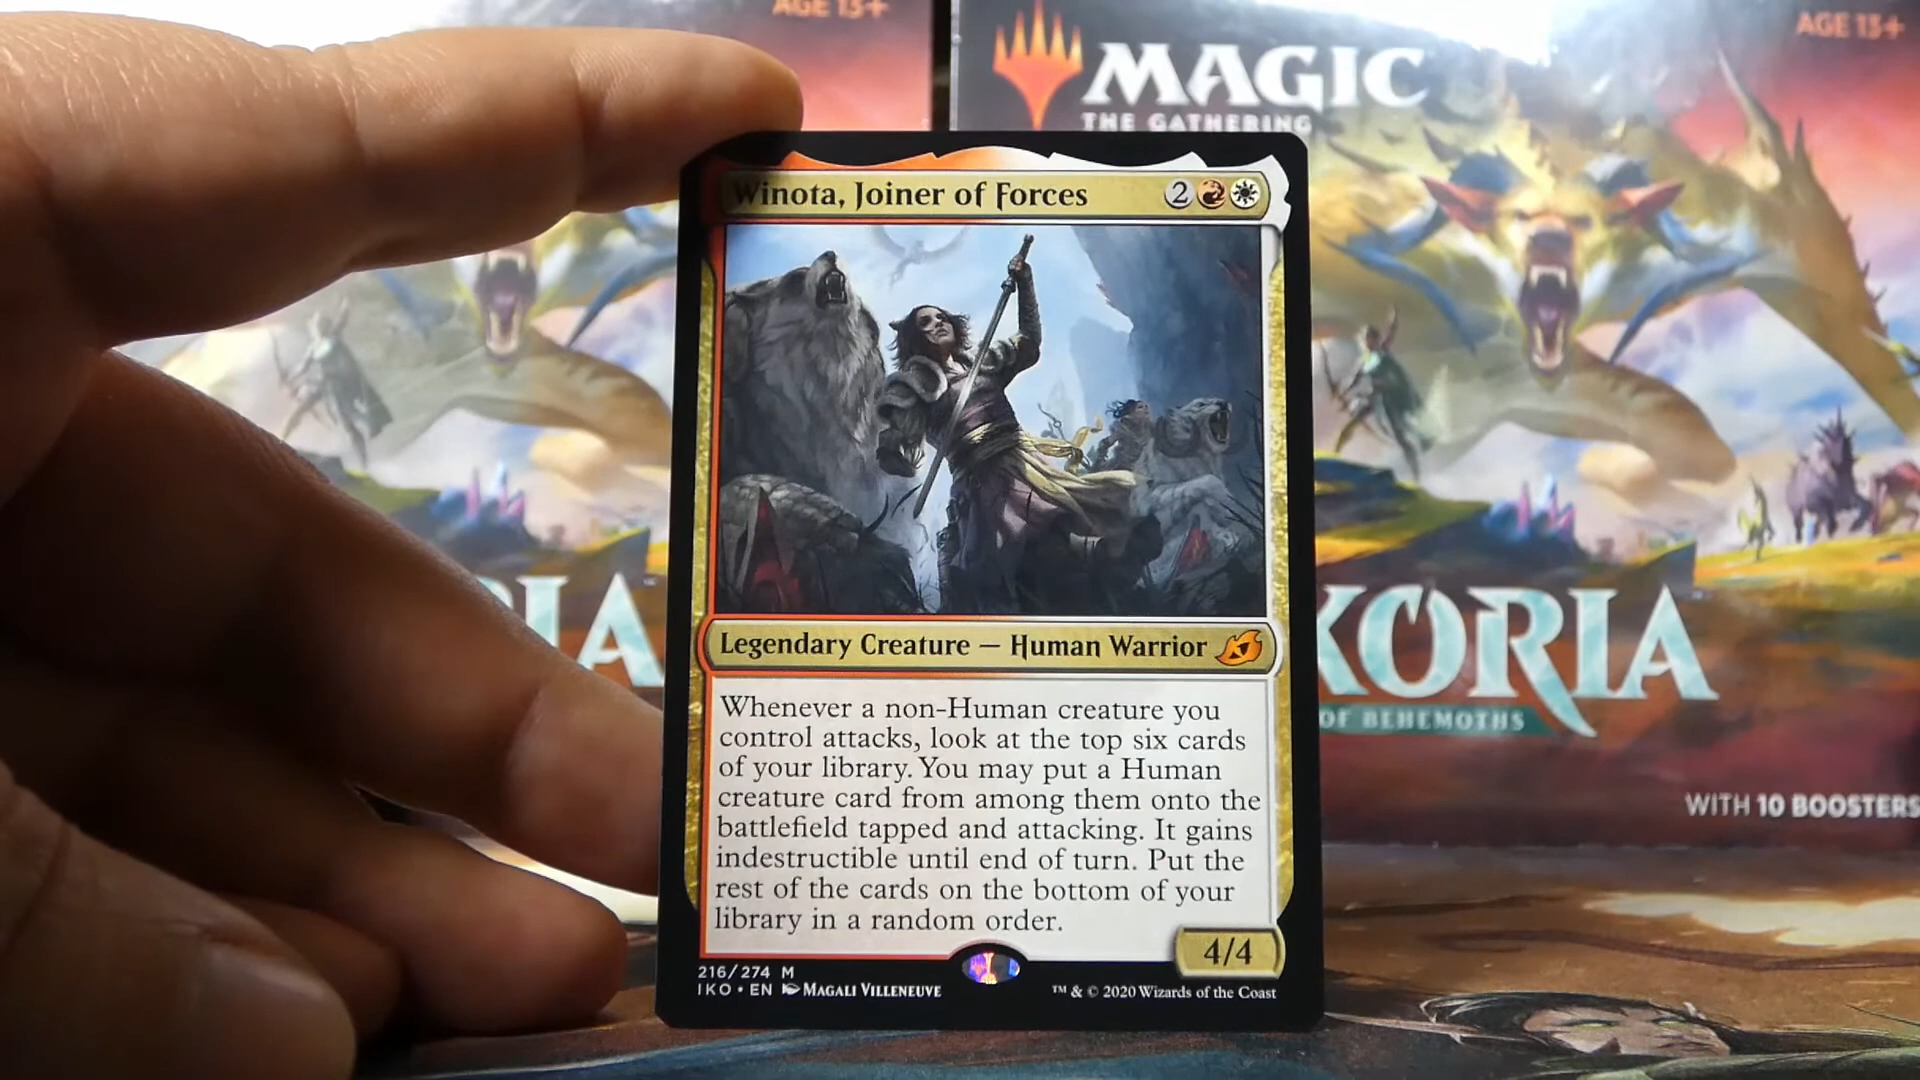 AGE 13+
AGE 13+
MAGIC
THE GATHERING
Winota, Joiner of Forces 2
Legendary Creature — Human Warrior
Whenever a non-Human creature you
control attacks, look at the top six cards
of your library. You may put a Human
creature card from among them onto the
battlefield tapped and attacking. It gains
indestructible until end of turn. Put the
rest of the cards on the bottom of your
library in a random order.
4/4
216/274 M
IKO • EN MAGALI VILLENEUVE
™ & © 2020 Wizards of the Coast
IA
KORIA
OF BEHEMOTHS
WITH 10 BOOSTERS